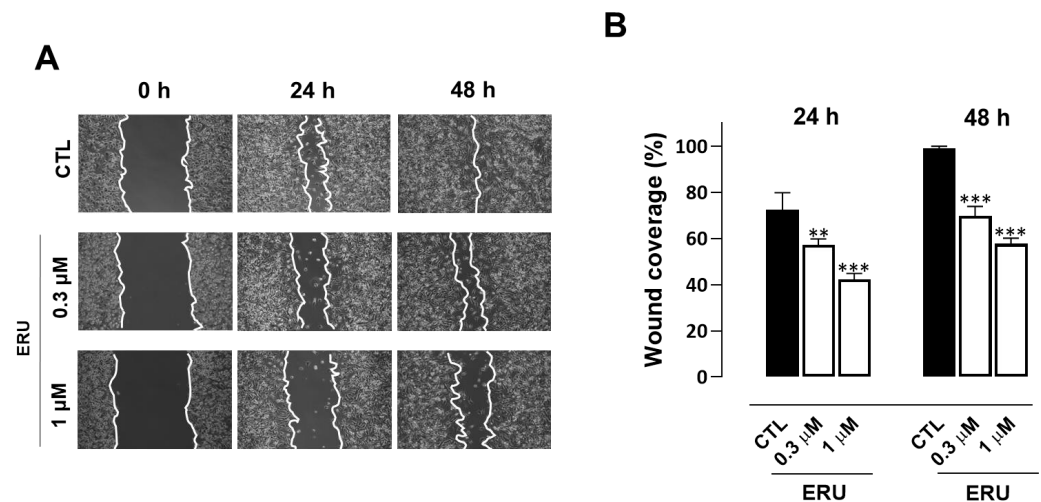 A
0 h 24 h 48 h
CTL
ERU
0.3 µM
1 µM
B
24 h 48 h
Wound coverage (%)
100
80
60
40
20
0
** *** *** ***
CTL 0.3 µM 1 µM CTL 0.3 µM 1 µM
ERU ERU